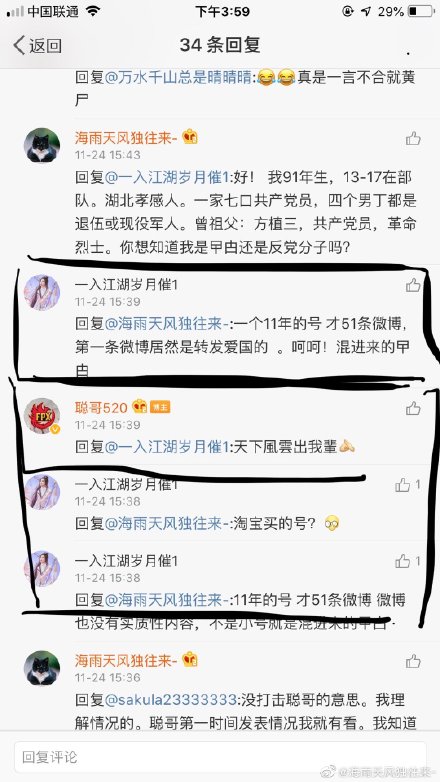 中国联通 下午3:59 29%
返回 34 条回复
回复@万水千山总是晴晴晴:😂😂真是一言不合就黄
尸
海雨天风独往来-
11-24 15:43
回复@一入江湖岁月催1:好！ 我91年生，13-17在部
队。湖北孝感人。一家七口共产党员，四个男丁都是
退伍或现役军人。曾祖父：方植三，共产党员，革命
烈士。你想知道我是曱甴还是反党分子吗?
一入江湖岁月催1
11-24 15:39
回复@海雨天风独往来-:一个11年的号 才51条微博，
第一条微博居然是转发爱国的 。呵呵！混进来的曱
甴
聪哥520 博主
11-24 15:39
回复@一入江湖岁月催1:天下風雲出我輩🙏
一入江湖岁月催1 1
11-24 15:38
回复@海雨天风独往来-:淘宝买的号?
一入江湖岁月催1 1
11-24 15:38
回复@海雨天风独往来-:11年的号 才51条微博 微博
也没有实质性内容，不是小号就是混进来的曱甴
海雨天风独往来-
11-24 15:36
回复@sakula23333333:没打击聪哥的意思。我理
解情况的。聪哥第一时间发表情况我就有看。我知道
回复评论
@海雨天风独往来-